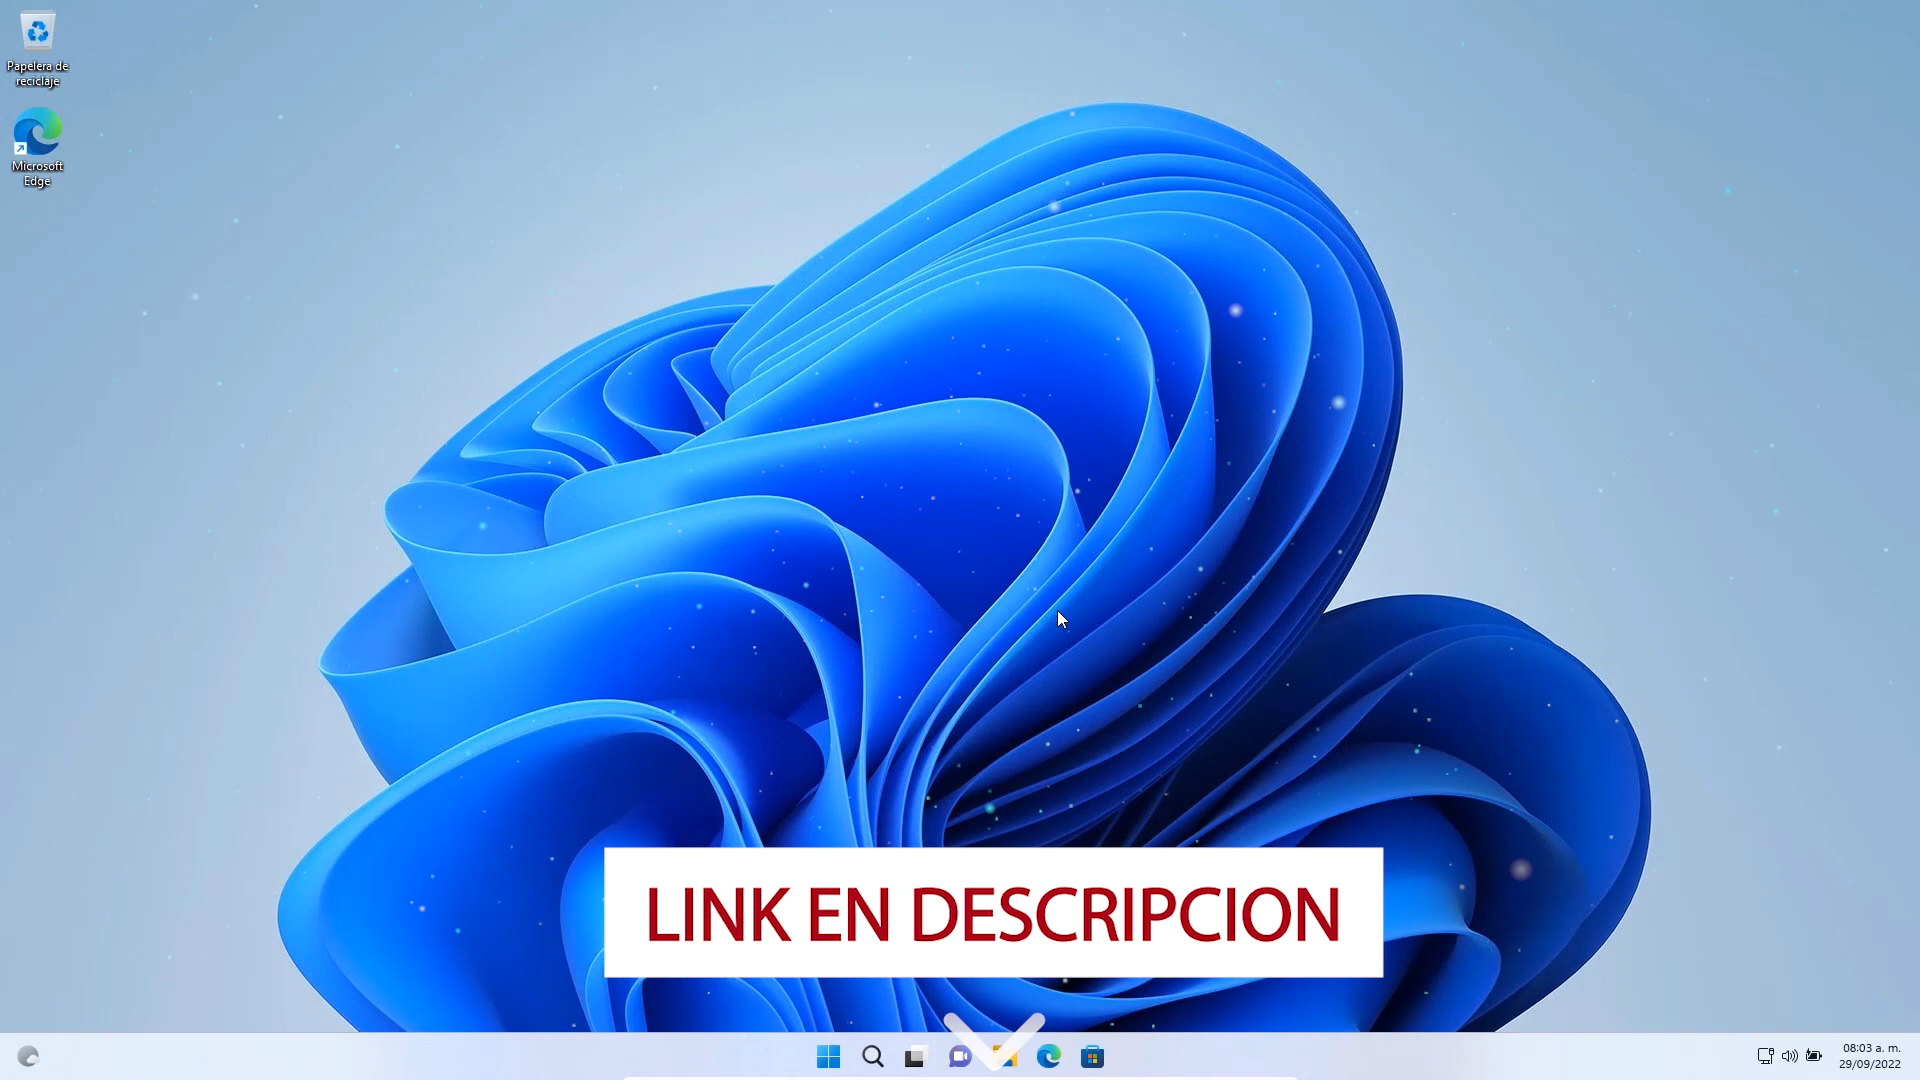 Papelera de
reciclaje
Microsoft
Edge
LINK EN DESCRIPCION
08:03 a. m.
29/09/2022